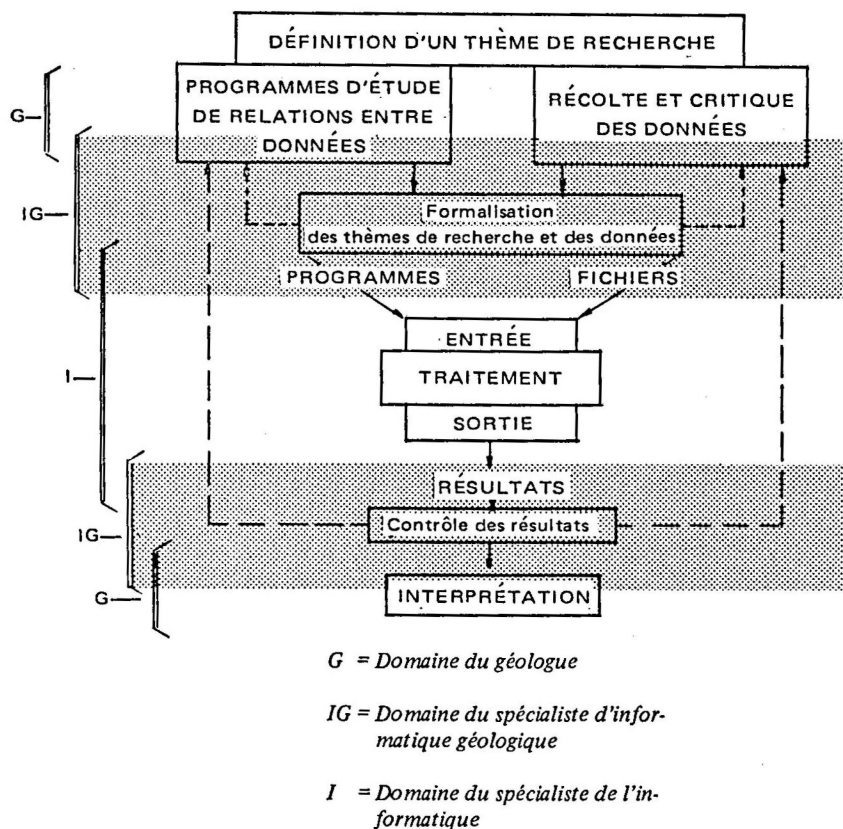 DÉFINITION D'UN THÈME DE RECHERCHE
PROGRAMMES D'ÉTUDE
DE RELATIONS ENTRE
DONNÉES
RÉCOLTE ET CRITIQUE
DES DONNÉES
G
IG
Formalisation
des thèmes de recherche et des données
PROGRAMMES
FICHIERS
ENTRÉE
I
TRAITEMENT
SORTIE
RÉSULTATS
IG
Contrôle des résultats
G
INTERPRÉTATION
G = Domaine du géologue
IG = Domaine du spécialiste d'infor-
matique géologique
I = Domaine du spécialiste de l'in-
formatique